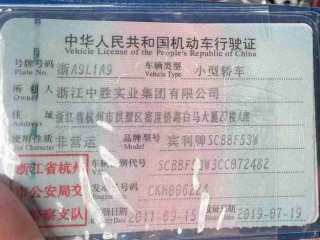 中华人民共和国机动车行驶证
Vehicle License of the People's Republic of China
号牌号码 浙A9L1A9 车辆类型 小型轿车
Plate No. Vehicle Type
所有人 浙江中胜实业集团有限公司
住址 浙江省杭州市拱墅区密渡桥路白马大厦27楼A座
使用性质 非营运 品牌型号 宾利牌SCBBF53W
Use Character Model
浙江省杭州 车辆识别代号 SCBBF53W3CC072482
市公安局交 发动机号码 CKH006224
警察支队 注册日期 2011-09-15 发证日期 2019-07-19